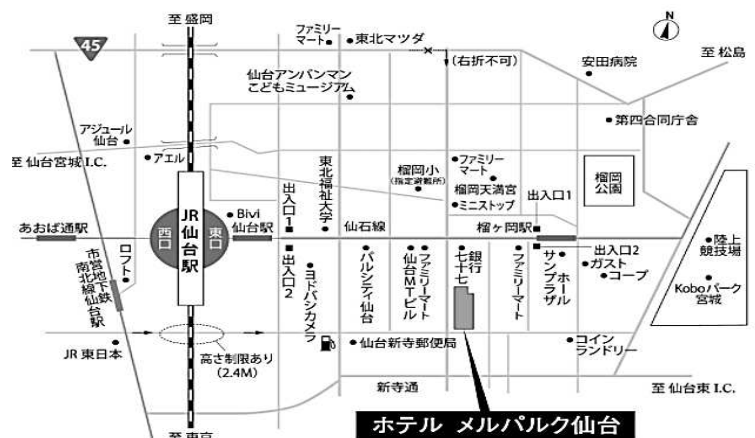 至 盛岡
45
ファミリー
マート
東北マツダ
(右折不可)
N
至 松島
安田病院
仙台アンパンマン
こどもミュージアム
第四合同庁舎
アジュール
仙台
アエル
至 仙台宮城 I.C.
東北福祉大学
榴岡小
(指定避難所)
ファミリー
マート
榴岡天満宮
ミニストップ
榴岡
公園
出入口1
出入口1
Bivi
仙台駅
仙石線
榴ヶ岡駅
あおば通駅
西口
JR仙台駅
東口
陸上
競技場
Koboパーク
宮城
市営地下鉄
南北線仙台駅
ロフト
出入口2
ヨドバシカメラ
パルシティ仙台
仙台MTビル
ファミリーマート
七十七
銀行
ファミリーマート
サンプラザ
ホール
出入口2
ガスト
コープ
JR東日本
高さ制限あり
(2.4M)
仙台新寺郵便局
コイン
ランドリー
新寺通
至 仙台東 I.C.
ホテル メルパルク仙台
至 東京